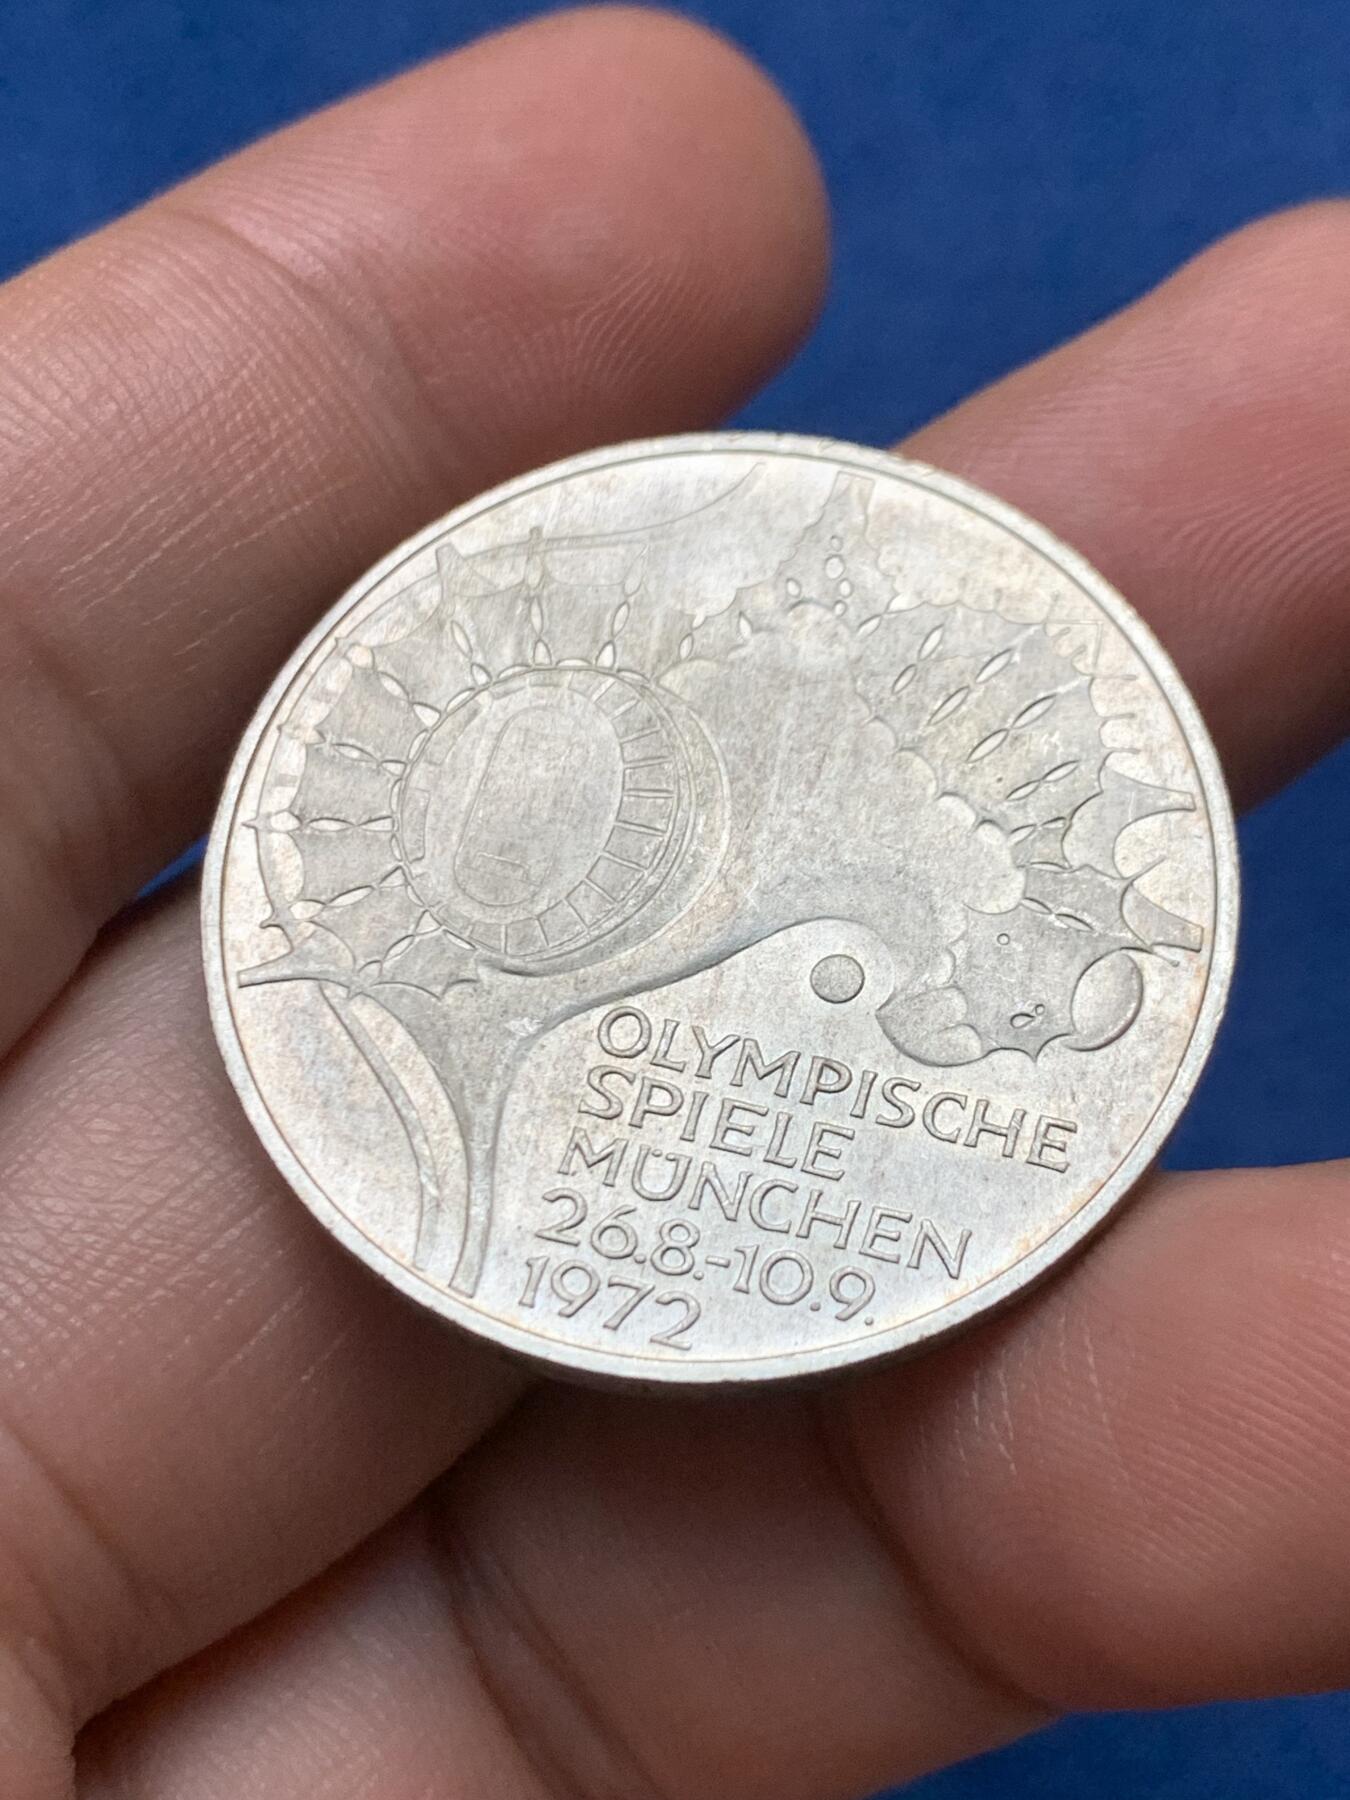 OLYMPISCHE
SPIELE
MÜNCHEN
26.8.-10.9.
1972